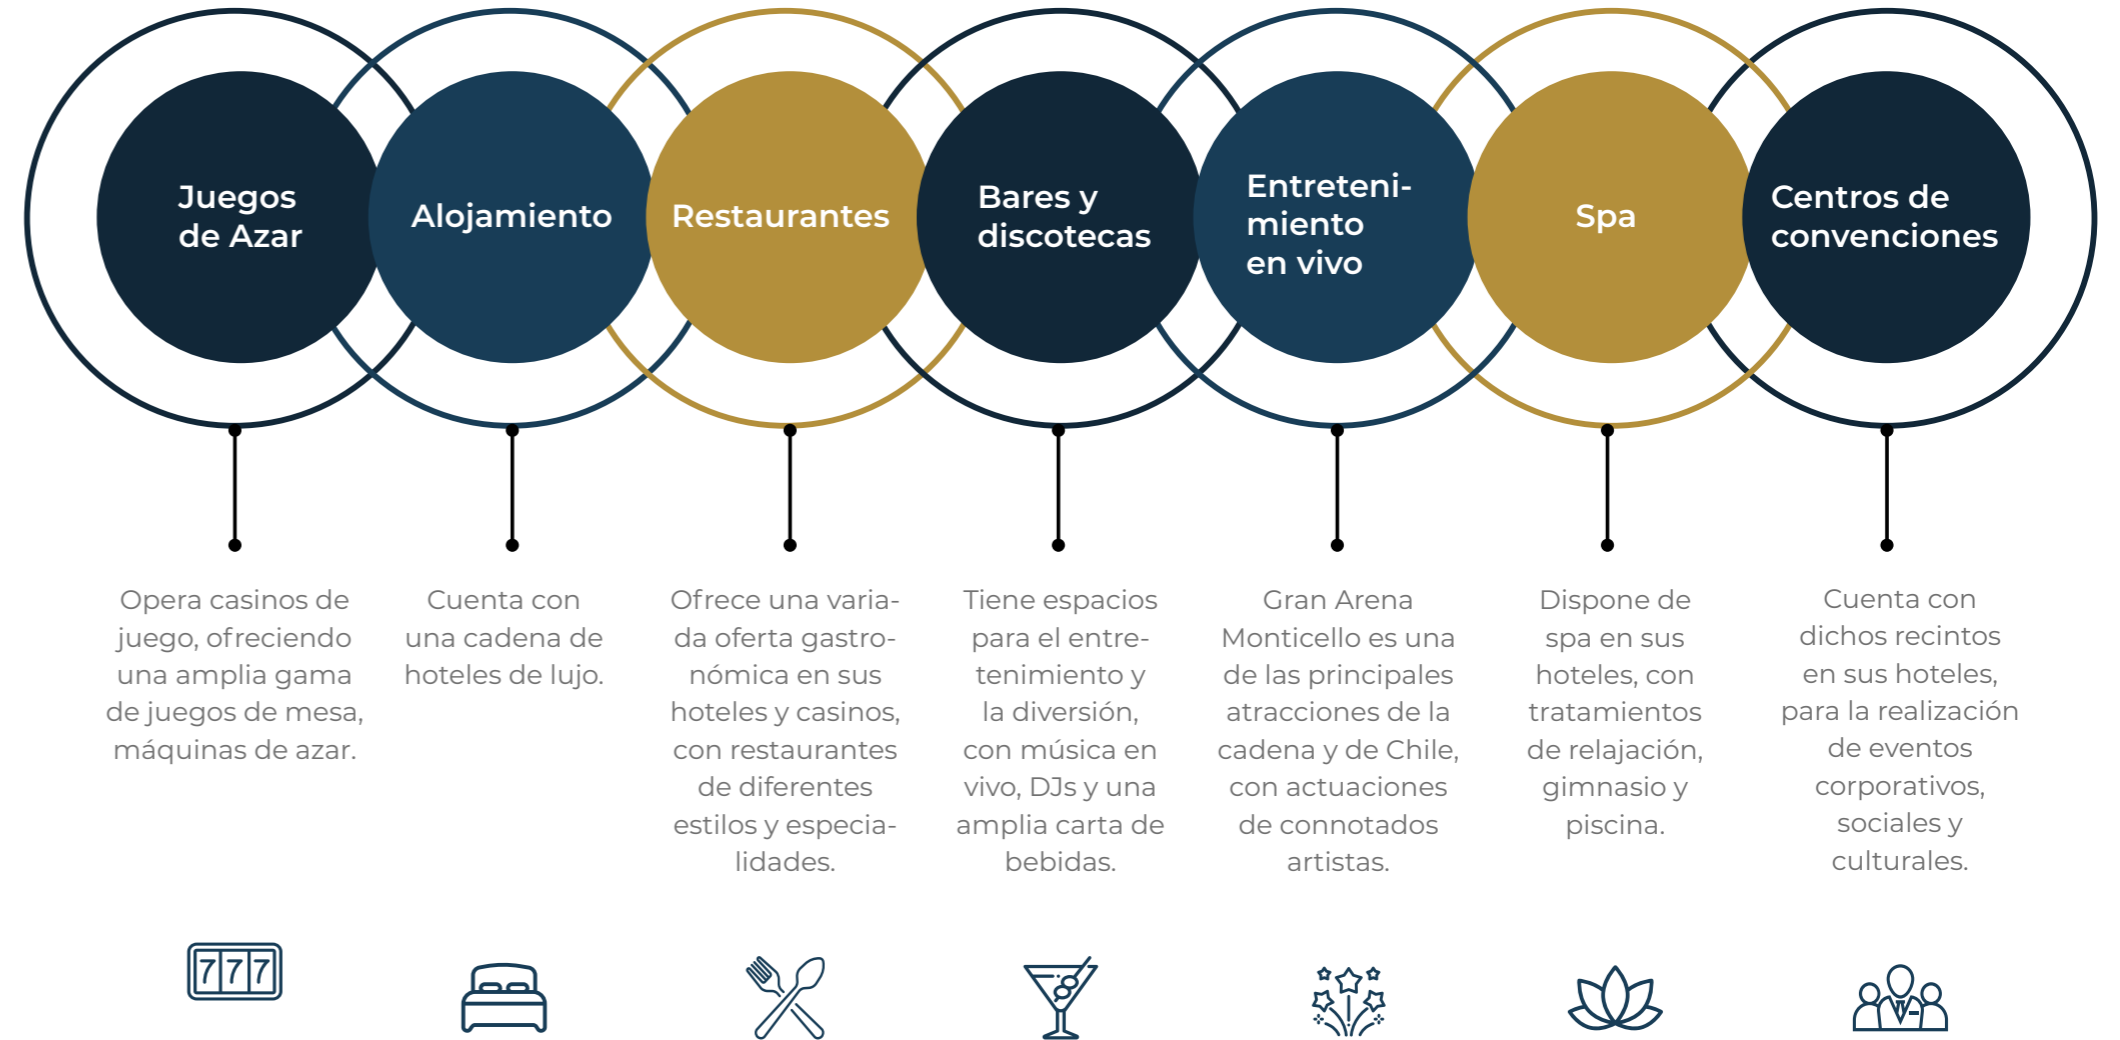 Juegos
de Azar
Alojamiento
Restaurantes
Bares y
discotecas
Entreteni-
miento
en vivo
Spa
Centros de
convenciones
Opera casinos de
juego, ofreciendo
una amplia gama
de juegos de mesa,
máquinas de azar.
Cuenta con
una cadena de
hoteles de lujo.
Ofrece una varia-
da oferta gastro-
nómica en sus
hoteles y casinos,
con restaurantes
de diferentes
estilos y especia-
lidades.
Tiene espacios
para el entre-
tenimiento y
la diversión,
con música en
vivo, DJs y una
amplia carta de
bebidas.
Gran Arena
Monticello es una
de las principales
atracciones de la
cadena y de Chile,
con actuaciones
de connotados
artistas.
Dispone de
spa en sus
hoteles, con
tratamientos
de relajación,
gimnasio y
piscina.
Cuenta con
dichos recintos
en sus hoteles,
para la realización
de eventos
corporativos,
sociales y
culturales.
777